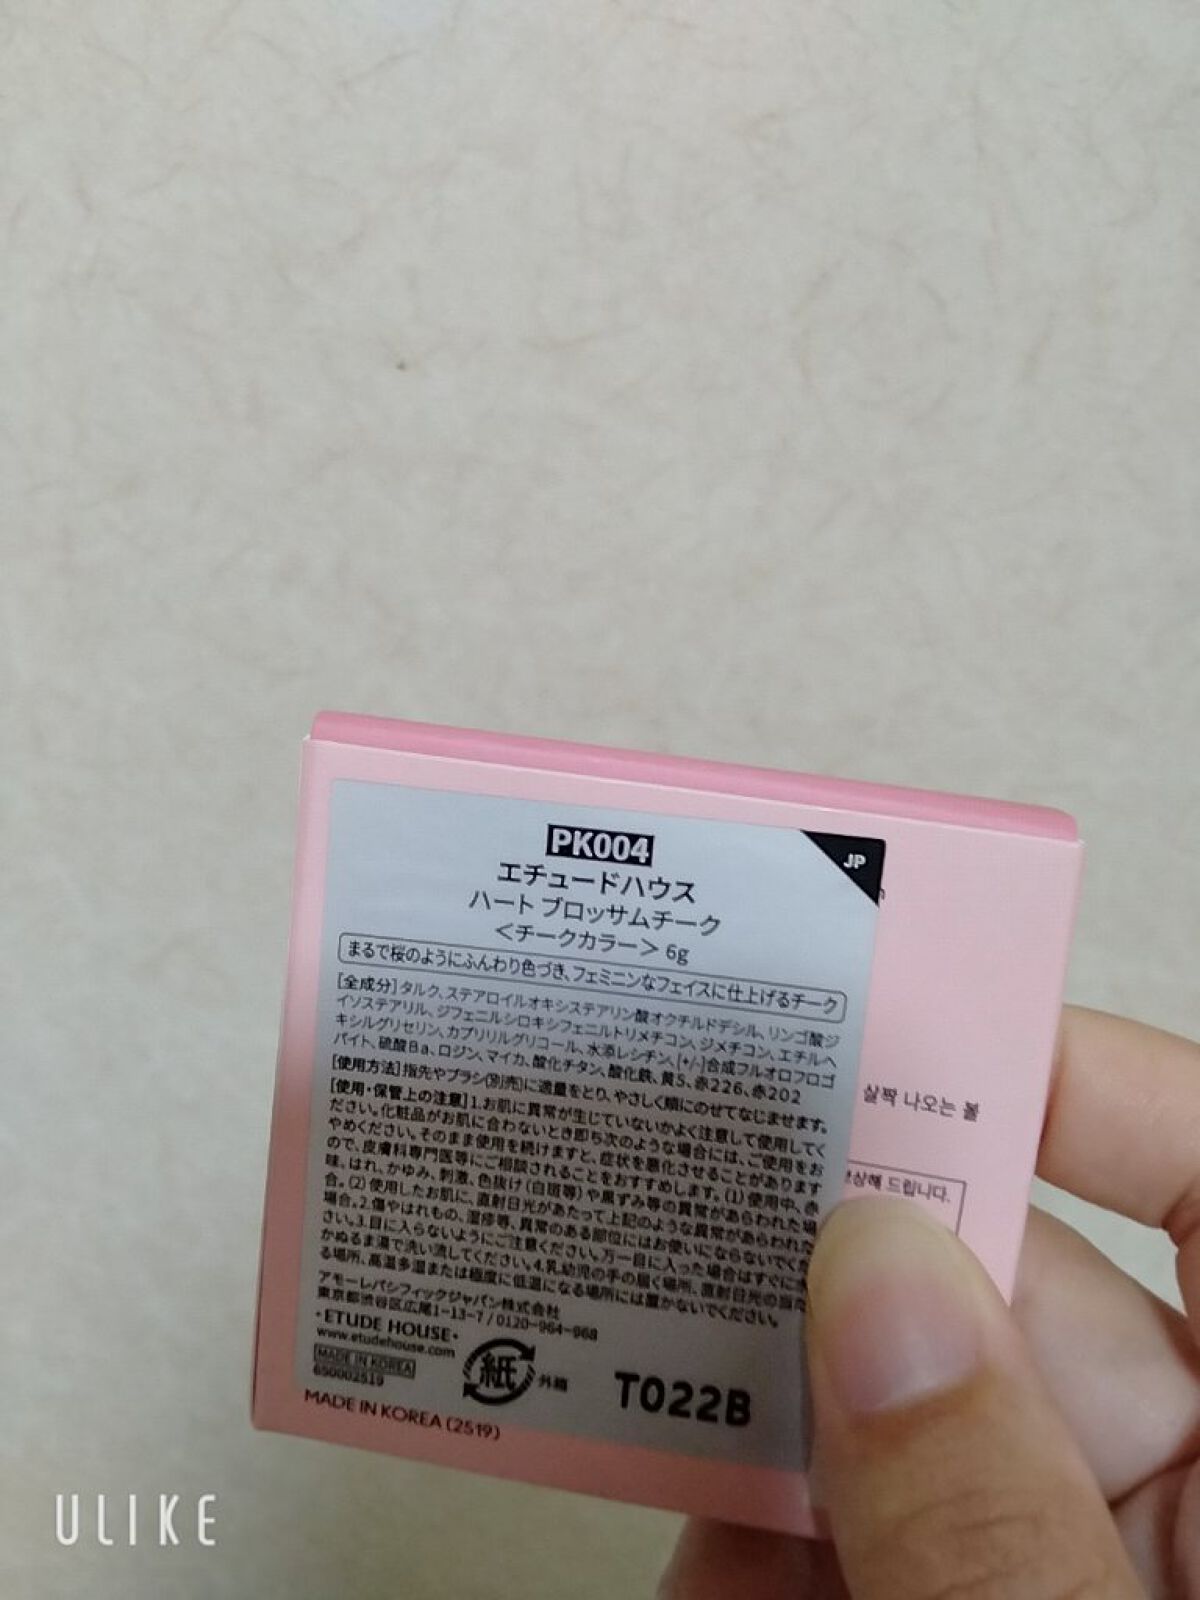 PK004
JP
エチュードハウス
ハート ブロッサムチーク
＜チークカラー＞ 6g
まるで桜のようにふんわり色づき、フェミニンなフェイスに仕上げるチーク
[全成分]タルク、ステアロイルオキシステアリン酸オクチルドデシル、リンゴ酸ジ
イソステアリル、ジフェニルシロキシフェニルトリメチコン、ジメチコン、エチルヘ
キシルグリセリン、カプリリルグリコール、水添レシチン、[+/-]合成フルオロフロゴ
パイト、硫酸Ba、ロジン、マイカ、酸化チタン、酸化鉄、黄5、赤226、赤202
[使用方法]指先やブラシ(別売)に適量をとり、やさしく頬にのせてなじませます。
[使用・保管上の注意]1.お肌に異常が生じていないかよく注意して使用してく
ださい。化粧品がお肌に合わないとき即ち次のような場合には、ご使用をお
やめください。そのまま使用を続けますと、症状を悪化させることがあります
ので、皮膚科専門医等にご相談されることをおすすめします。(1)使用中、赤
味、はれ、かゆみ、刺激、色抜け(白斑等)や黒ずみ等の異常があらわれた場
合。(2)使用したお肌に、直射日光があたって上記のような異常があらわれた
場合。2.傷やはれもの、湿疹等、異常のある部位にはお使いにならないでくだ
さい。3.目に入らないようにご注意ください。万一目に入った場合はすぐに水
かぬるま湯で洗い流してください。4.乳幼児の手の届く場所、直射日光の当た
る場所、高温多湿または極度に低温になる場所には置かないでください。
アモーレパシフィックジャパン株式会社
東京都渋谷区広尾1-13-7 / 0120-964-968
・ETUDE HOUSE・
www.etudehouse.com
MADE IN KOREA
650002519
紙
外箱
T022B
MADE IN KOREA (2519)
살짝 나오는 볼
보상해 드립니다.
ULIKE